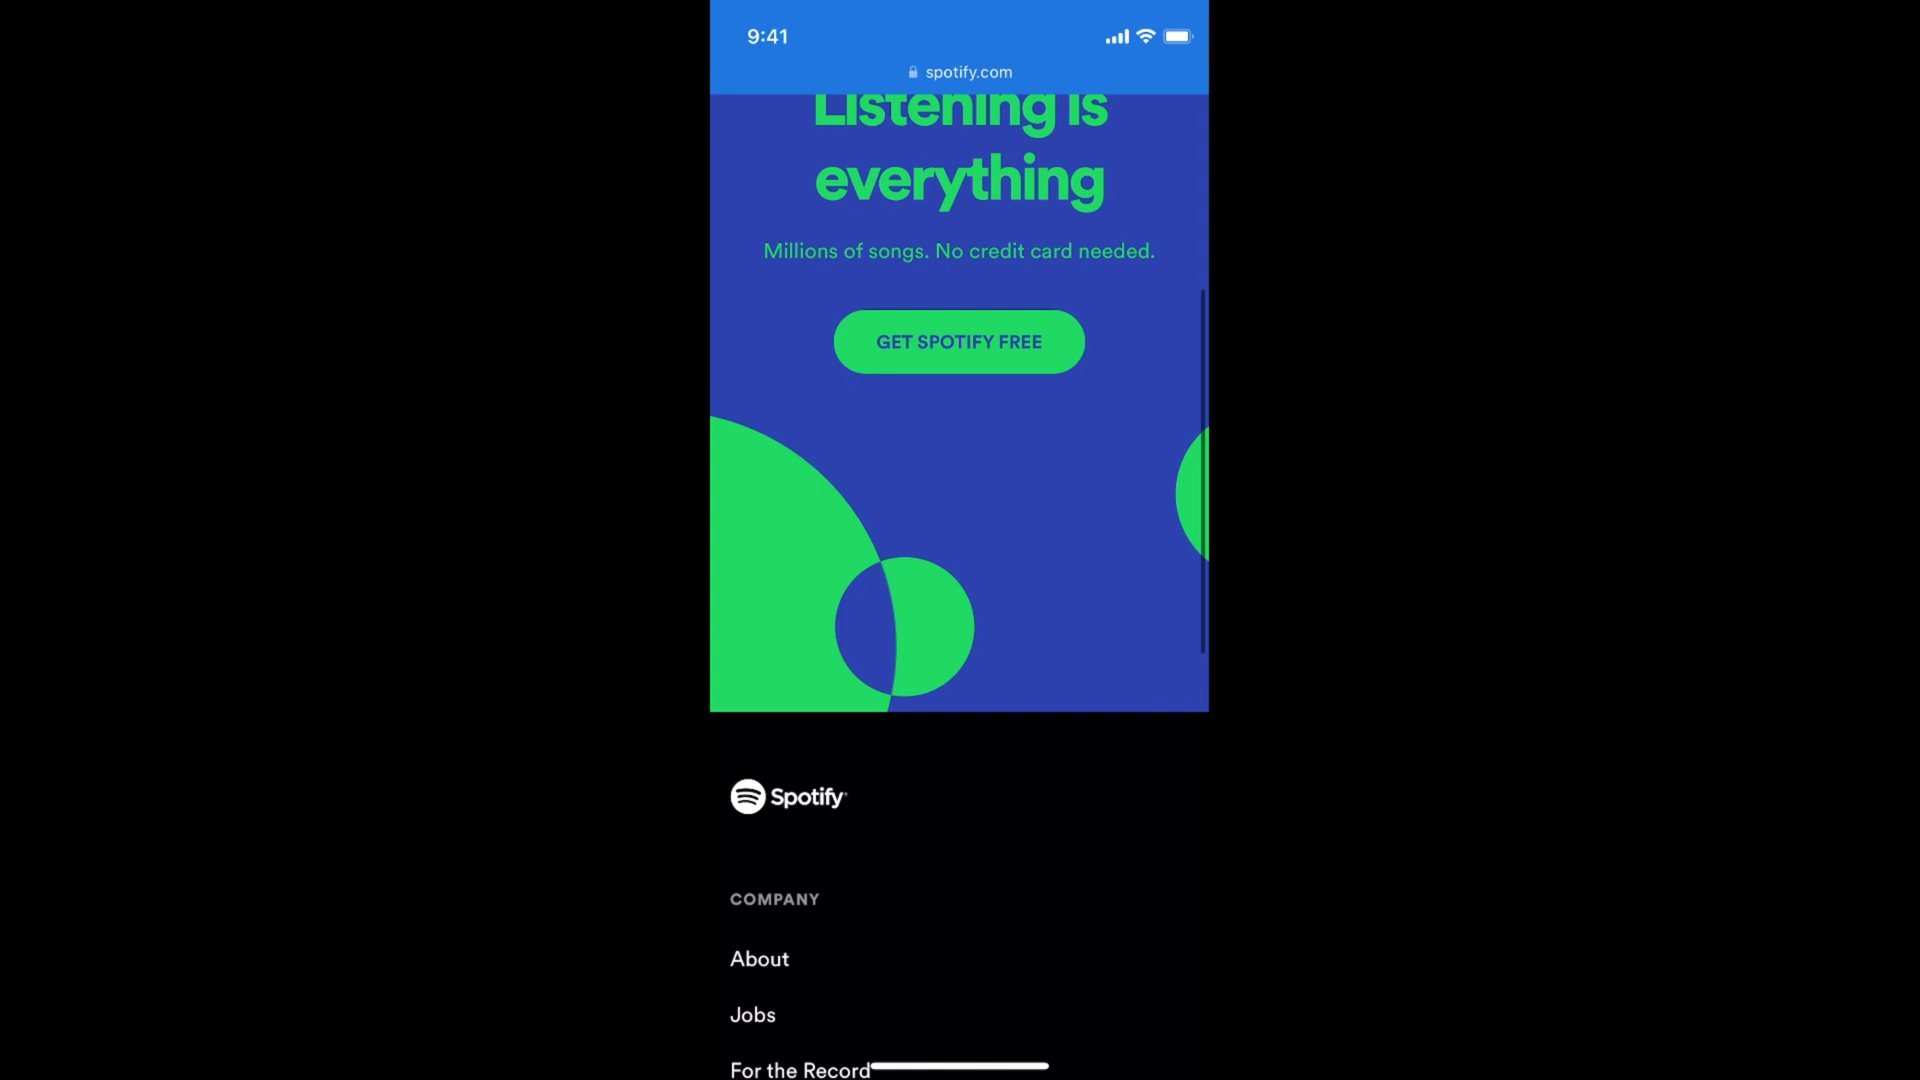 9:41
spotify.com
Listening is
everything
Millions of songs. No credit card needed.
GET SPOTIFY FREE
Spotify
COMPANY
About
Jobs
For the Record